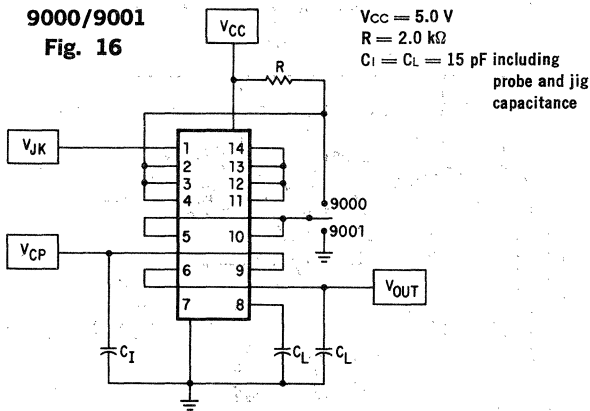 9000/9001
Fig. 16
VCC
VCC = 5.0 V
R = 2.0 kΩ
CI = CL = 15 pF including
probe and jig
capacitance
R
VJK
1 14
2 13
3 12
4 11
9000
5 10
9001
VCP
6 9
VOUT
7 8
CI
CL
CL